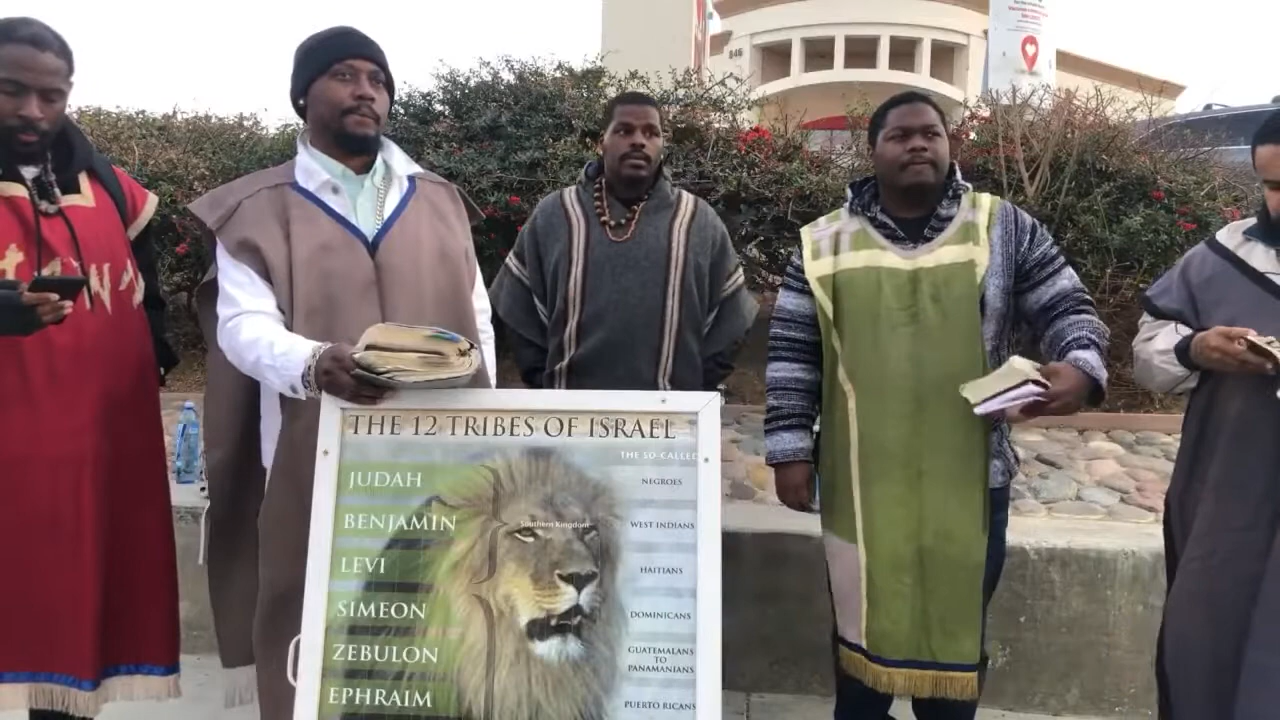 846
THE 12 TRIBES OF ISRAEL
THE SO-CALLED
JUDAH
NEGROES
BENJAMIN
Southern Kingdom
WEST INDIANS
LEVI
HAITIANS
SIMEON
DOMINICANS
ZEBULON
GUATEMALANS
TO
PANAMANIANS
EPHRAIM
PUERTO RICANS